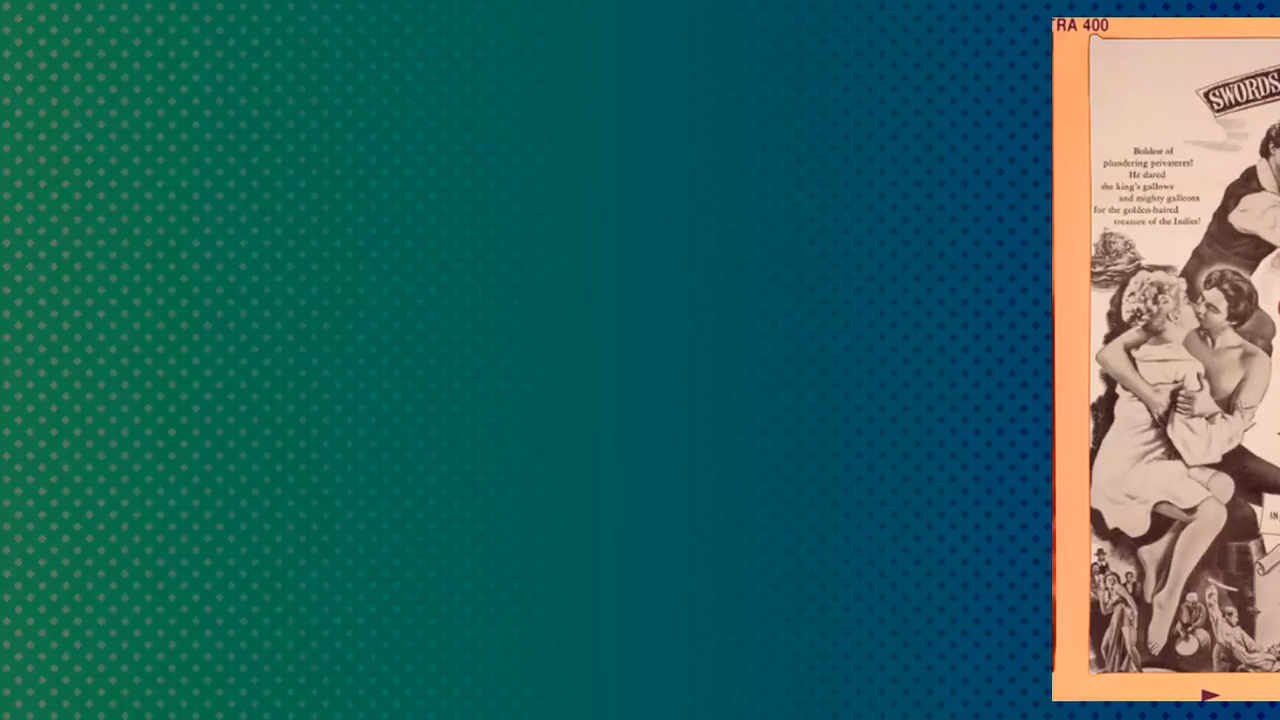 RA 400
SWORDS
Boldest of
plundering privateers!
He dared
the king's gallows
and mighty galleons
for the golden-haired
treasure of the Indies!
IN